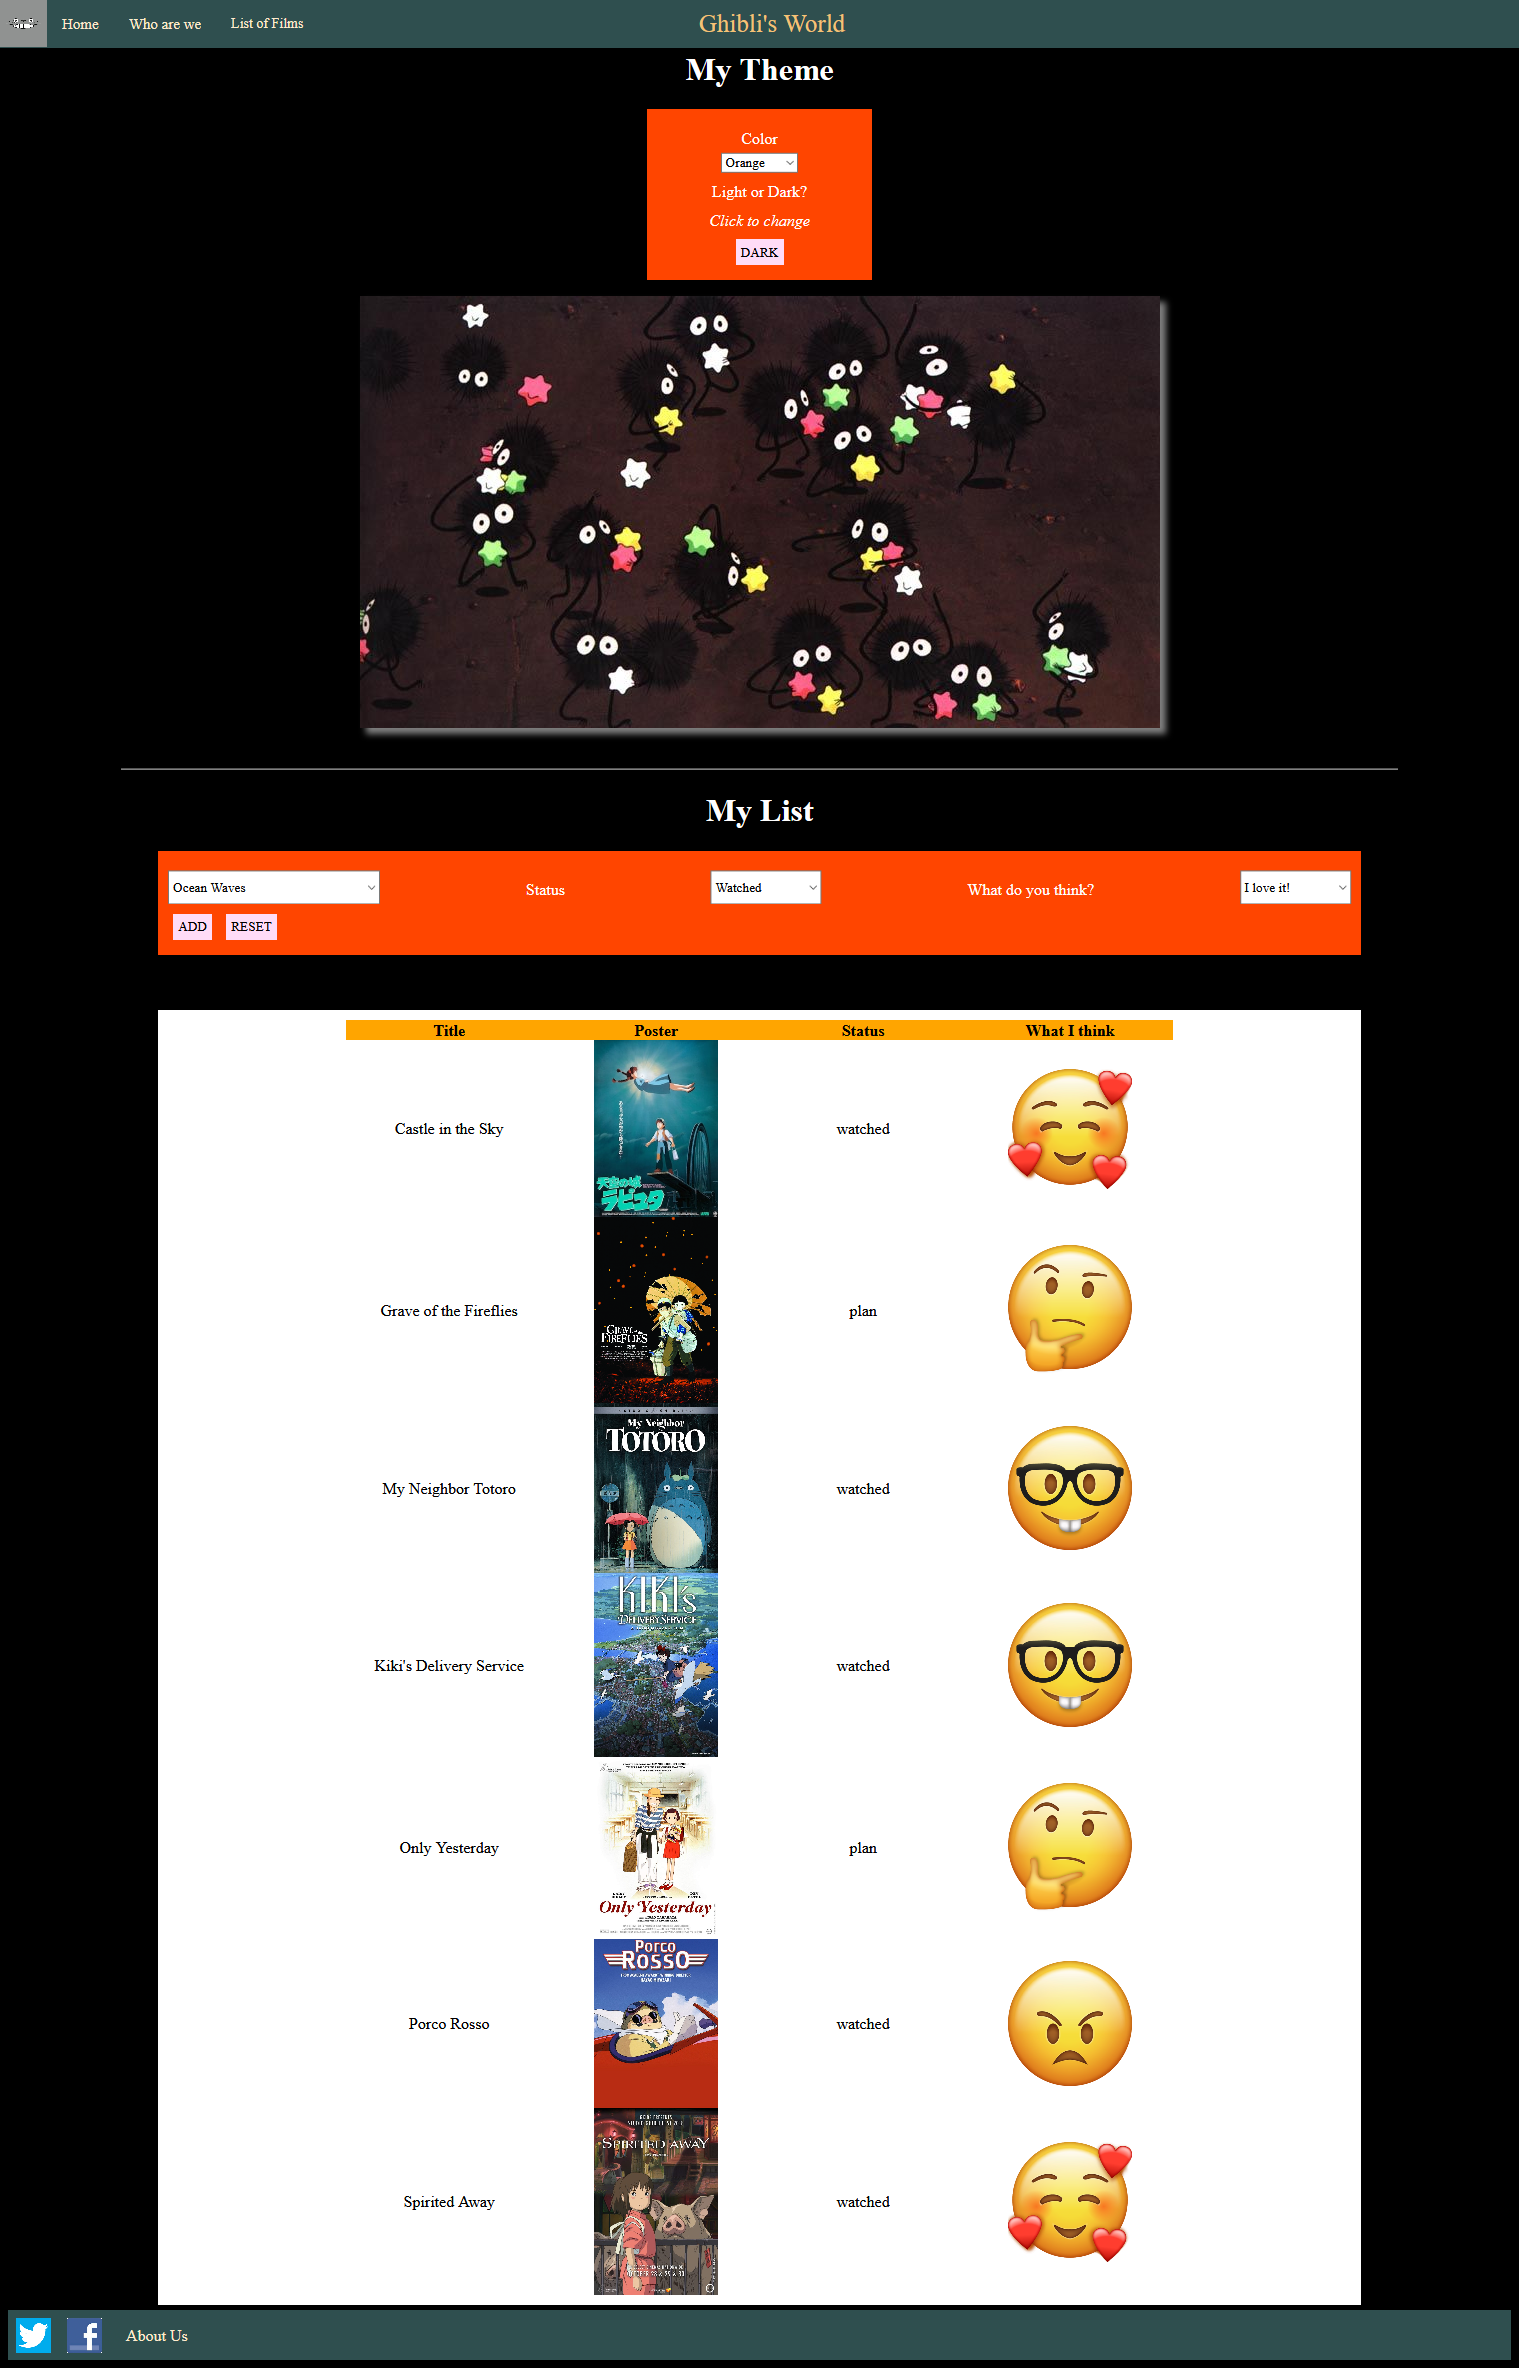 Home
Who are we
List of Films
Ghibli's World
My Theme
Color
Orange
Light or Dark?
Click to change
DARK
My List
Ocean Waves
Status
Watched
What do you think?
I love it!
ADD
RESET
Title Poster Status What I think
Castle in the Sky
天空の城
ラピュタ
watched
Grave of the Fireflies
GRAVE OF THE
FIREFLIES
plan
My Neighbor Totoro
My Neighbor
TOTORO
watched
Kiki's Delivery Service
KIKI's
DELIVERY SERVICE
watched
Only Yesterday
Only Yesterday
plan
Porco Rosso
PORCO
ROSSO
watched
Spirited Away
SPIRITED AWAY
watched
About Us